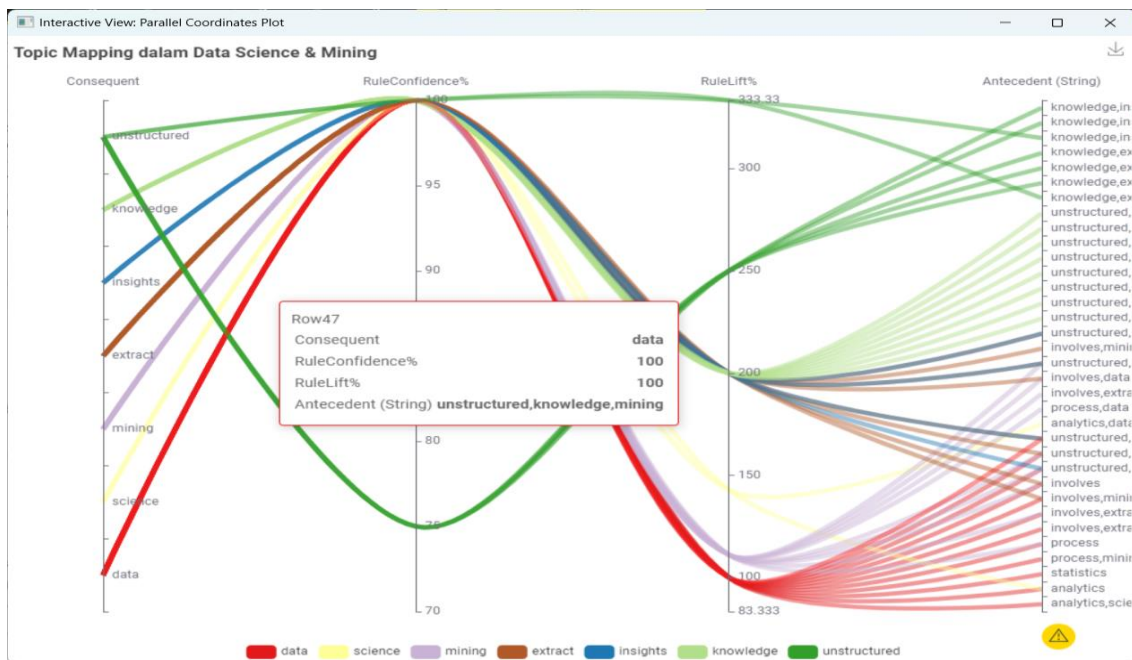 Interactive View: Parallel Coordinates Plot
Topic Mapping dalam Data Science & Mining
Consequent
RuleConfidence%
RuleLift%
Antecedent (String)
unstructured
knowledge
insights
extract
mining
science
data
100
95
90
80
75
70
333.33
300
250
200
150
100
83.333
Row47
Consequent data
RuleConfidence% 100
RuleLift% 100
Antecedent (String) unstructured,knowledge,mining
knowledge,ins
knowledge,ins
knowledge,ins
knowledge,ex
knowledge,ex
knowledge,ex
knowledge,ex
unstructured,
unstructured,
unstructured,
unstructured,
unstructured,
unstructured,
unstructured,
unstructured,
unstructured,
involves,minin
unstructured,
involves,data
involves,extra
process,data
analytics,data
unstructured,
unstructured,
unstructured,
involves
involves,minin
involves,extra
involves,extra
process
process,minin
statistics
analytics
analytics,scie
data
science
mining
extract
insights
knowledge
unstructured